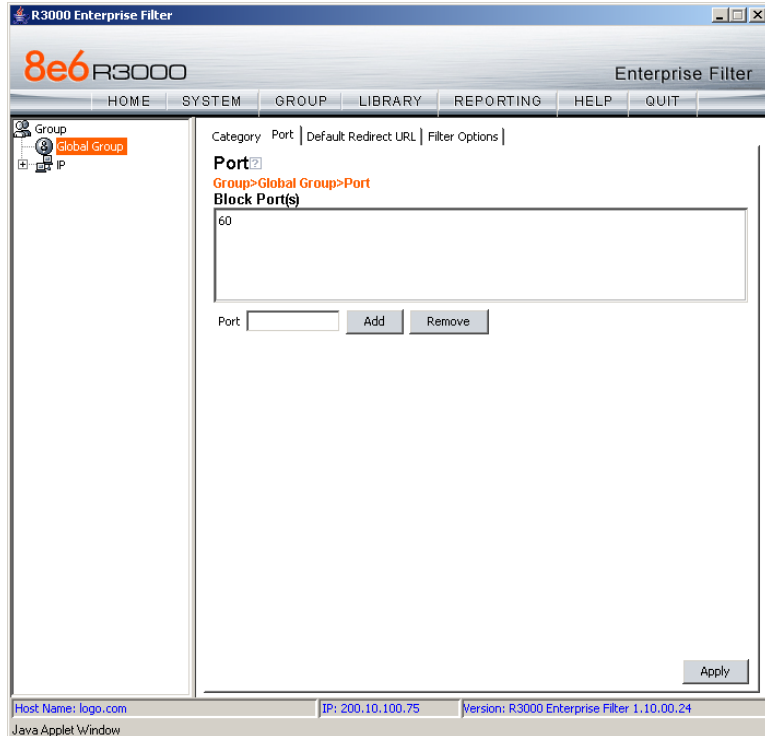 R3000 Enterprise Filter
8e6 R3000
Enterprise Filter
HOME SYSTEM GROUP LIBRARY REPORTING HELP QUIT
Group
Global Group
IP
Category Port Default Redirect URL Filter Options
Port ?
Group>Global Group>Port
Block Port(s)
60
Port Add Remove
Apply
Host Name: logo.com IP: 200.10.100.75 Version: R3000 Enterprise Filter 1.10.00.24
Java Applet Window